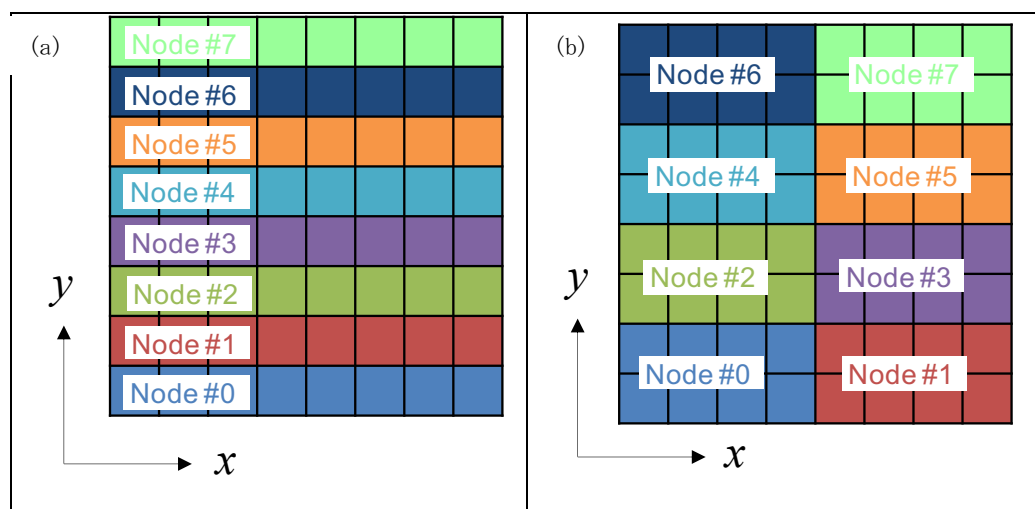 (a)
Node #7
Node #6
Node #5
Node #4
Node #3
Node #2
Node #1
Node #0
y
x
(b)
Node #6
Node #7
Node #4
Node #5
Node #2
Node #3
Node #0
Node #1
y
x